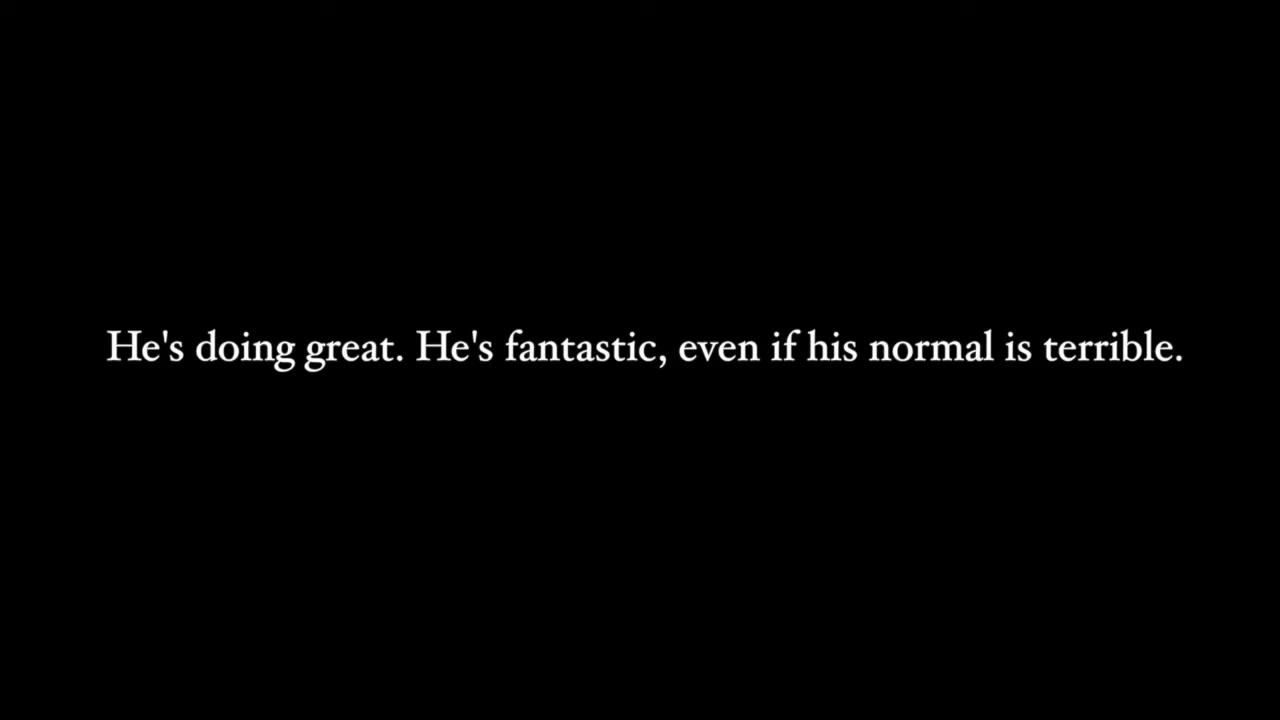 He's doing great. He's fantastic, even if his normal is terrible.